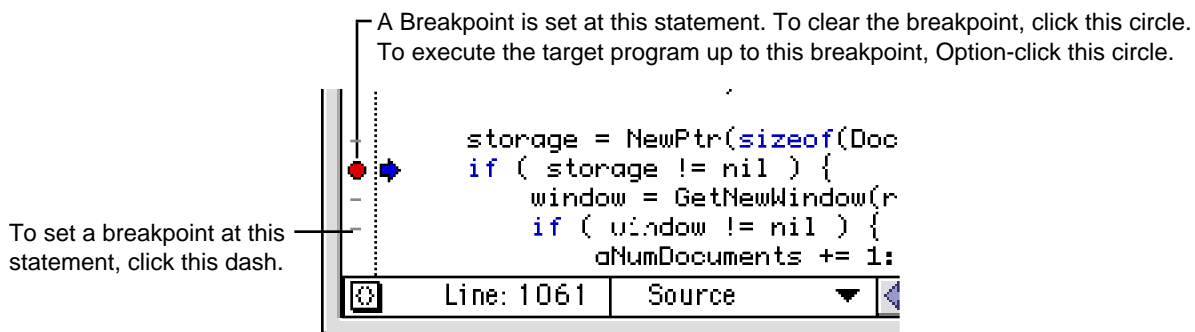 A Breakpoint is set at this statement. To clear the breakpoint, click this circle.
To execute the target program up to this breakpoint, Option-click this circle.
storage = NewPtr(sizeof(Doc
if ( storage != nil ) {
window = GetNewWindow(
if ( window != nil ) {
aNumDocuments += 1:
To set a breakpoint at this
statement, click this dash.
Line: 1061
Source